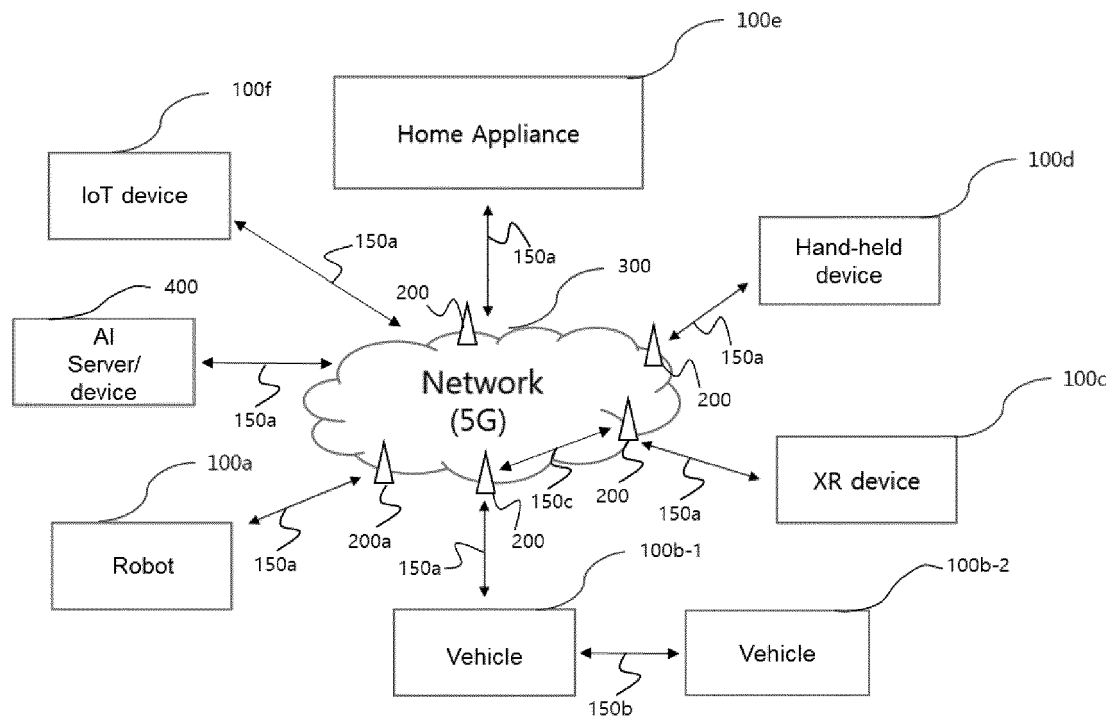 100e
100f
Home Appliance
100d
IoT device
Hand-held
device
150a
150a
300
400
200
AI
Server/
device
150a
150a
Network
(5G)
200
100c
100a
XR device
150c
200
150a
Robot
150a
200a
200
150a
100b-1
100b-2
Vehicle
Vehicle
150b